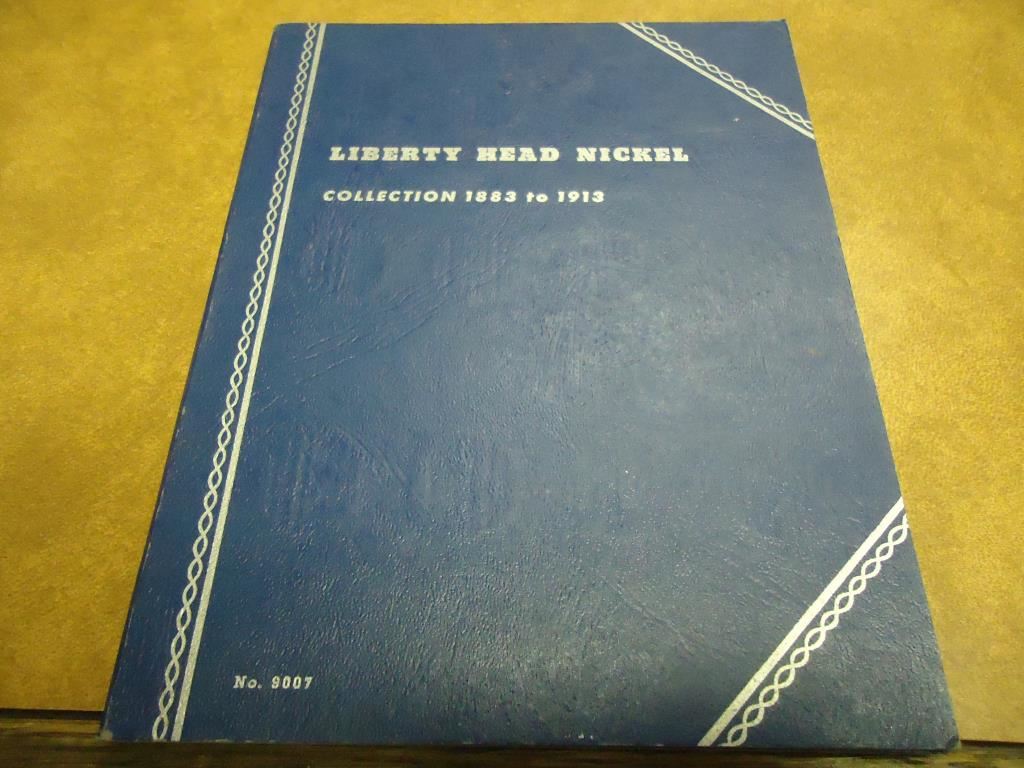 LIBERTY HEAD NICKEL
COLLECTION 1883 to 1913
No. 9007